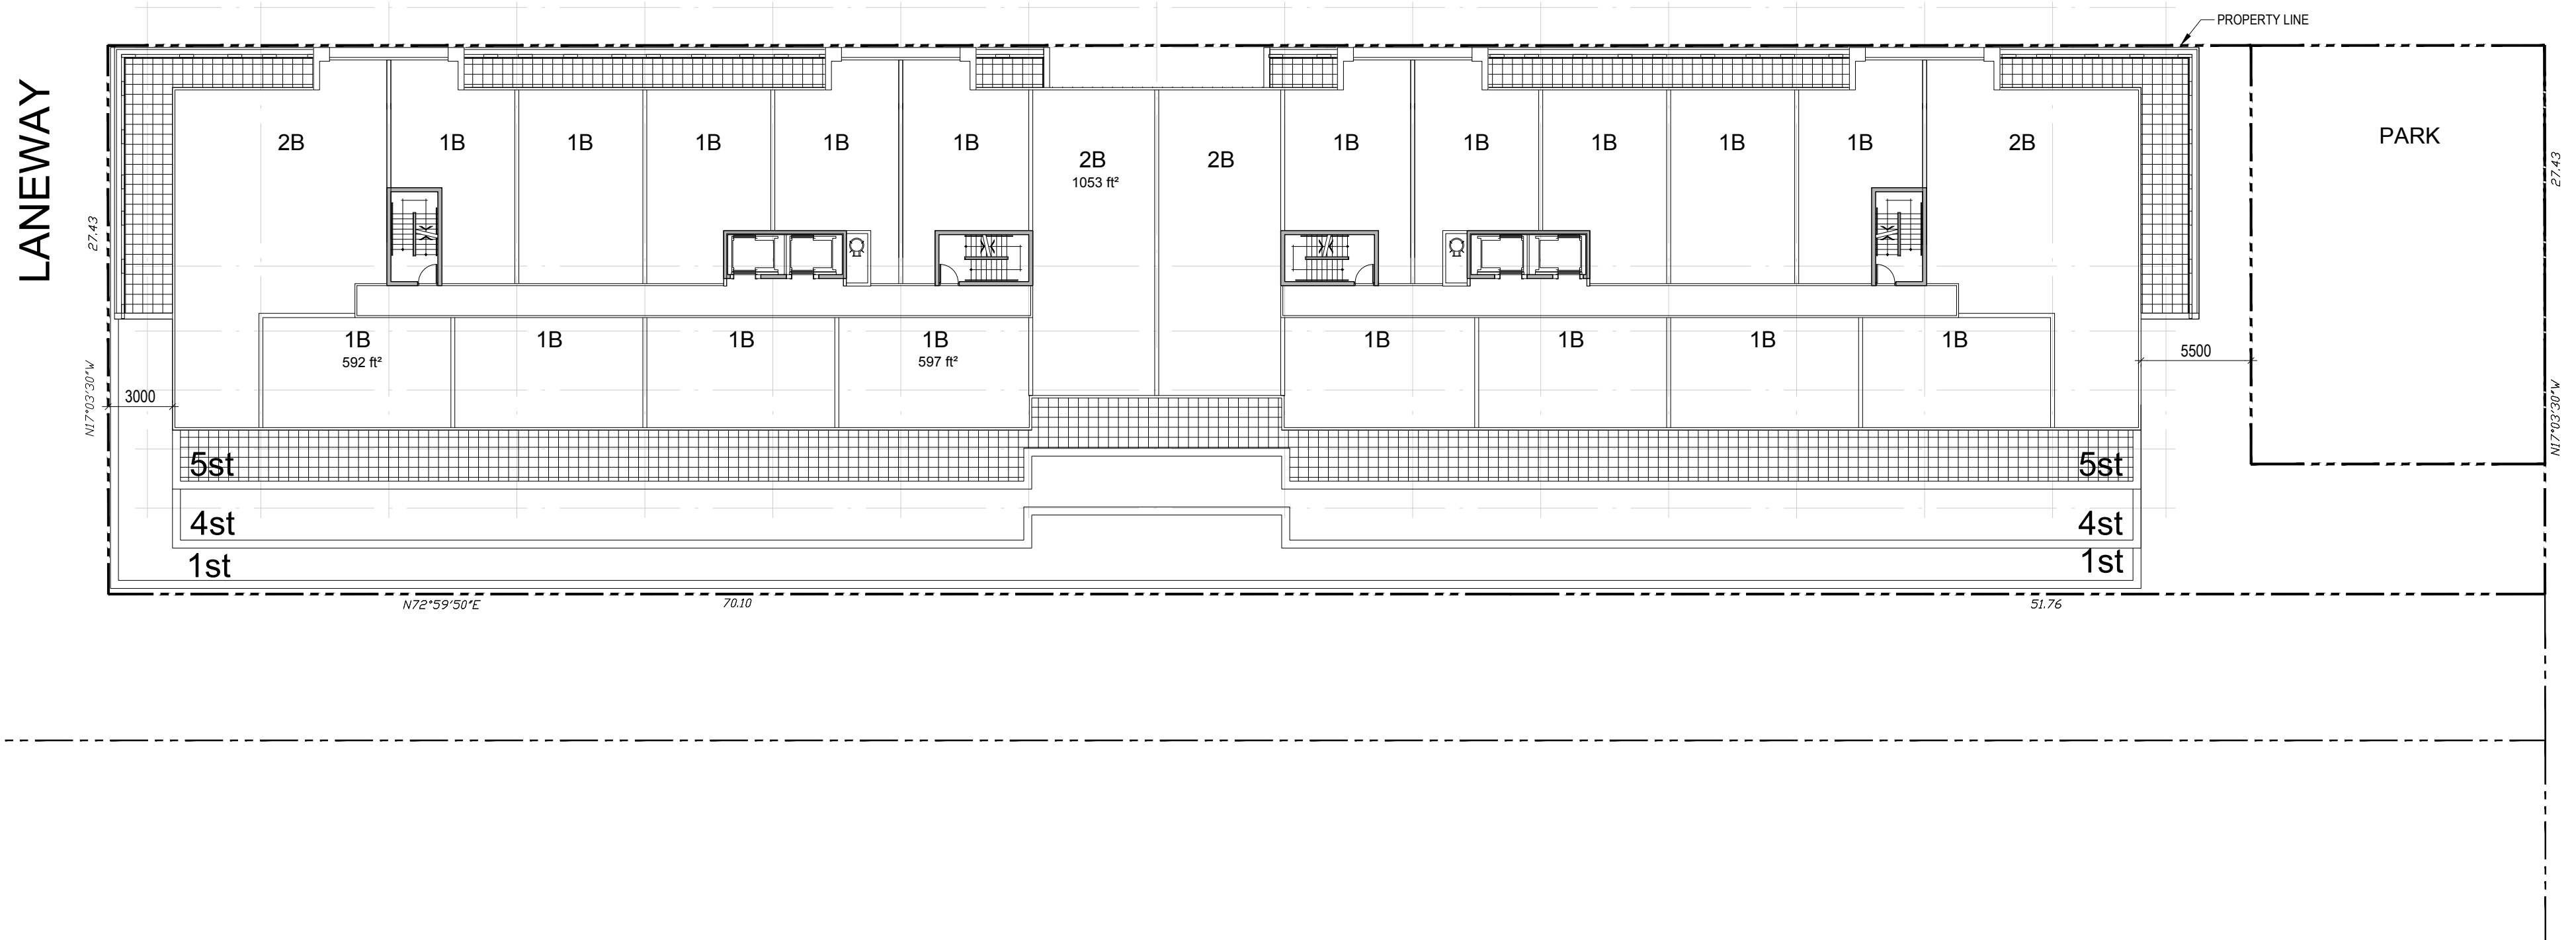 PROPERTY LINE
LANEWAY
2B
1B
1B
1B
1B
1B
2B
1053 ft²
2B
1B
1B
1B
1B
1B
2B
PARK
27.43
27.43
1B
592 ft²
1B
1B
1B
597 ft²
1B
1B
1B
1B
5500
3000
N17°03'30"W
N17°03'30"W
5st
5st
4st
4st
1st
1st
N72°59'50"E
70.10
51.76